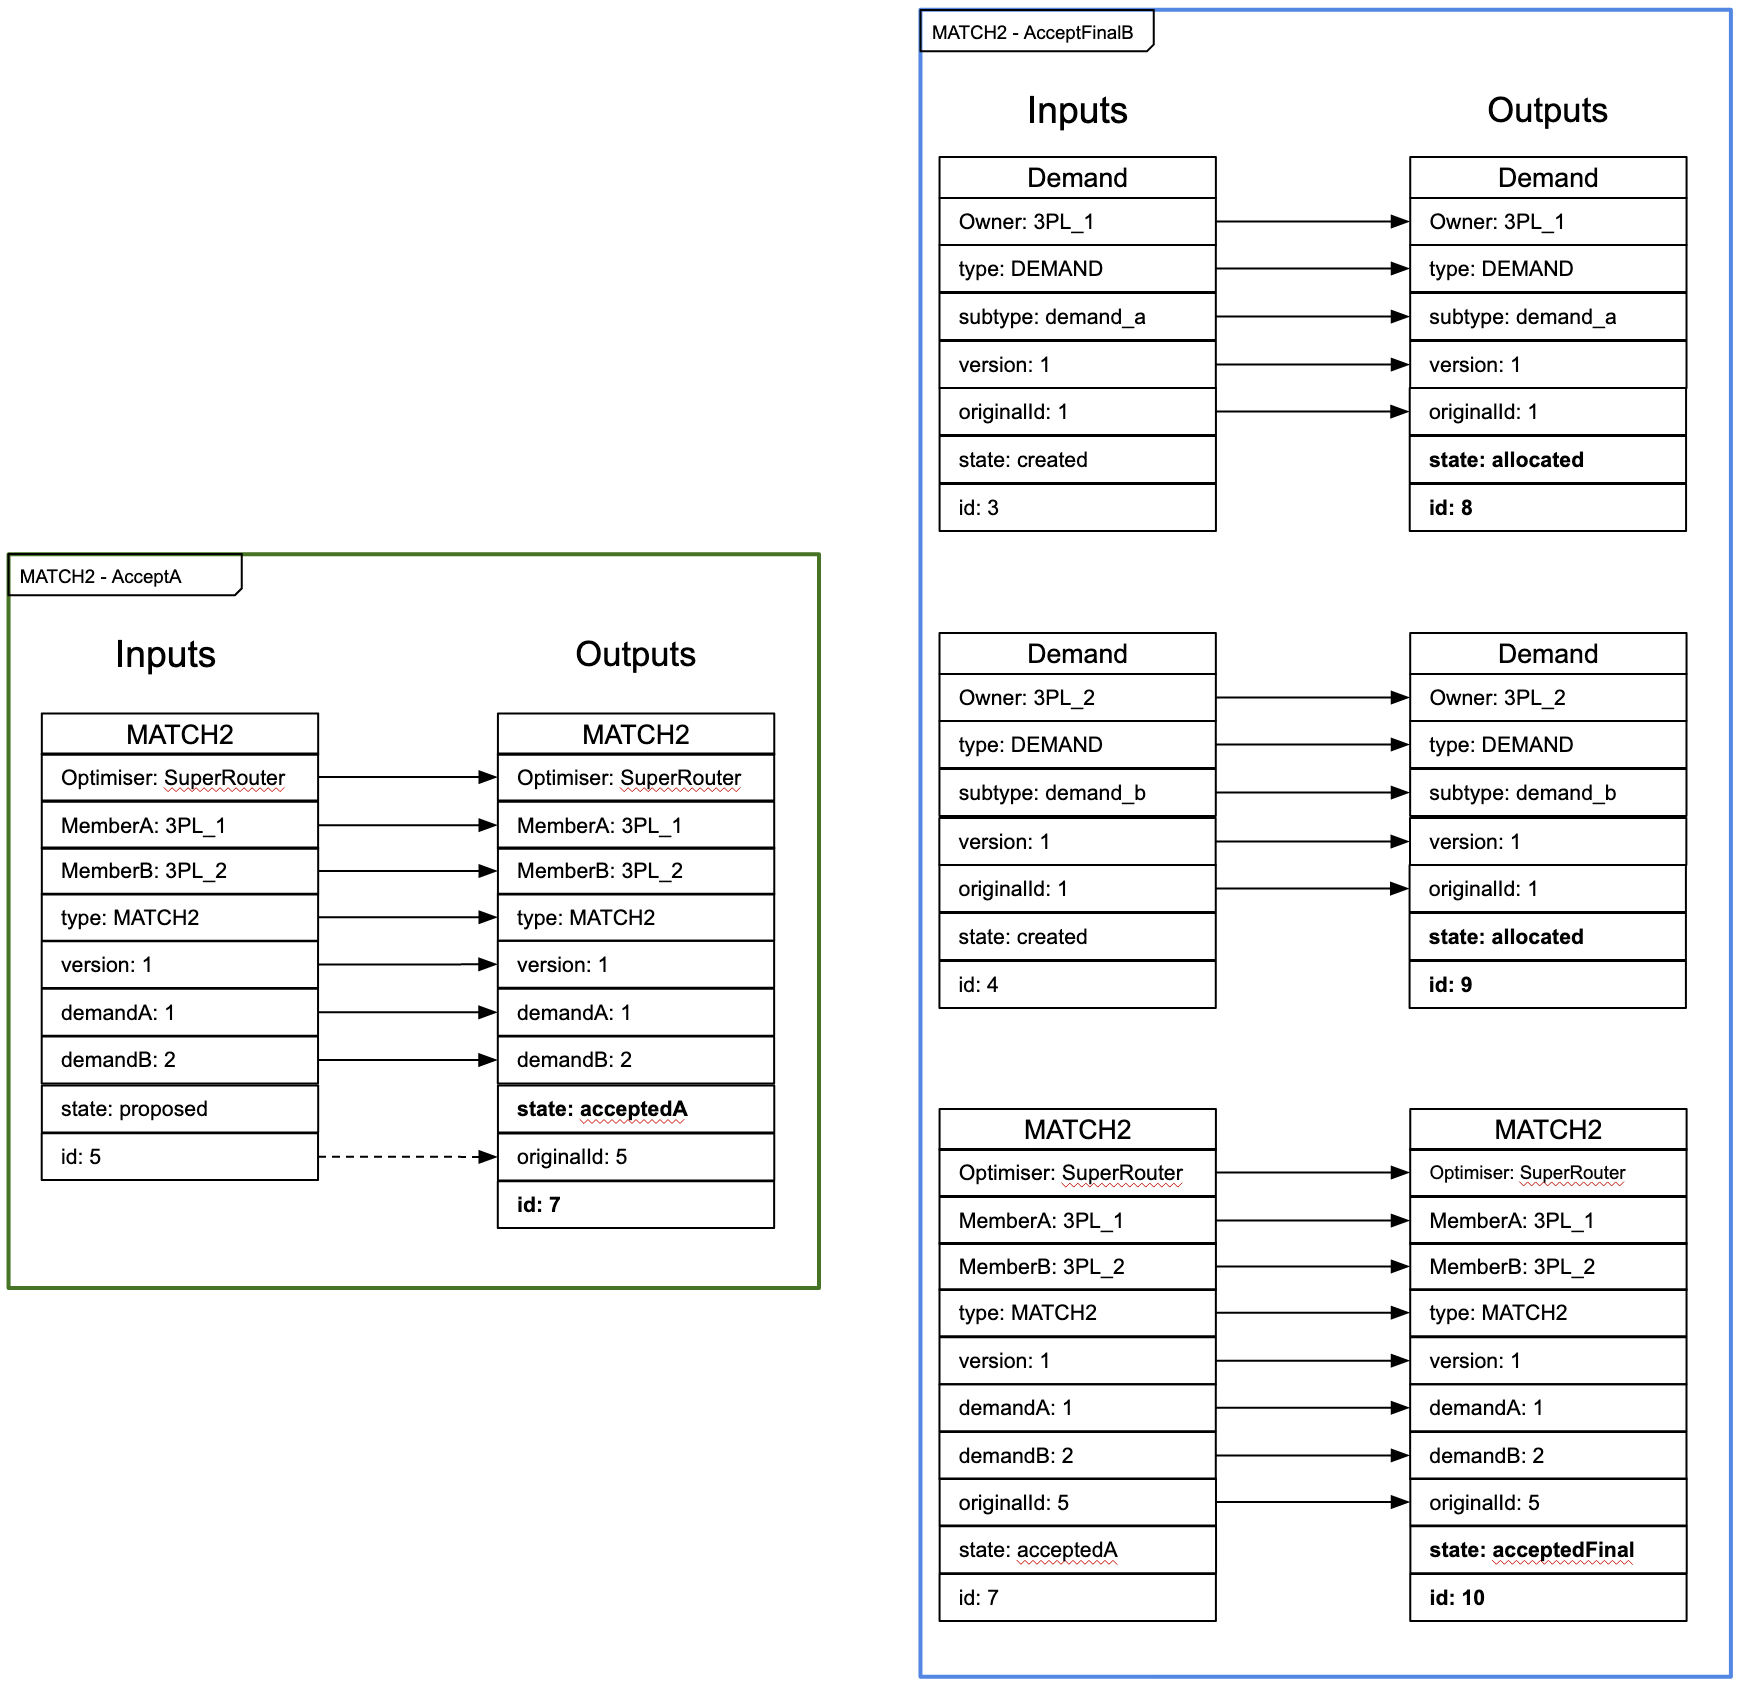 MATCH2 - AcceptA
Inputs
Outputs
MATCH2
Optimiser: SuperRouter
MemberA: 3PL_1
MemberB: 3PL_2
type: MATCH2
version: 1
demandA: 1
demandB: 2
state: proposed
id: 5
MATCH2
Optimiser: SuperRouter
MemberA: 3PL_1
MemberB: 3PL_2
type: MATCH2
version: 1
demandA: 1
demandB: 2
state: acceptedA
originalId: 5
id: 7
MATCH2 - AcceptFinalB
Inputs
Outputs
Demand
Owner: 3PL_1
type: DEMAND
subtype: demand_a
version: 1
originalId: 1
state: created
id: 3
Demand
Owner: 3PL_1
type: DEMAND
subtype: demand_a
version: 1
originalId: 1
state: allocated
id: 8
Demand
Owner: 3PL_2
type: DEMAND
subtype: demand_b
version: 1
originalId: 1
state: created
id: 4
Demand
Owner: 3PL_2
type: DEMAND
subtype: demand_b
version: 1
originalId: 1
state: allocated
id: 9
MATCH2
Optimiser: SuperRouter
MemberA: 3PL_1
MemberB: 3PL_2
type: MATCH2
version: 1
demandA: 1
demandB: 2
originalId: 5
state: acceptedA
id: 7
MATCH2
Optimiser: SuperRouter
MemberA: 3PL_1
MemberB: 3PL_2
type: MATCH2
version: 1
demandA: 1
demandB: 2
originalId: 5
state: acceptedFinal
id: 10